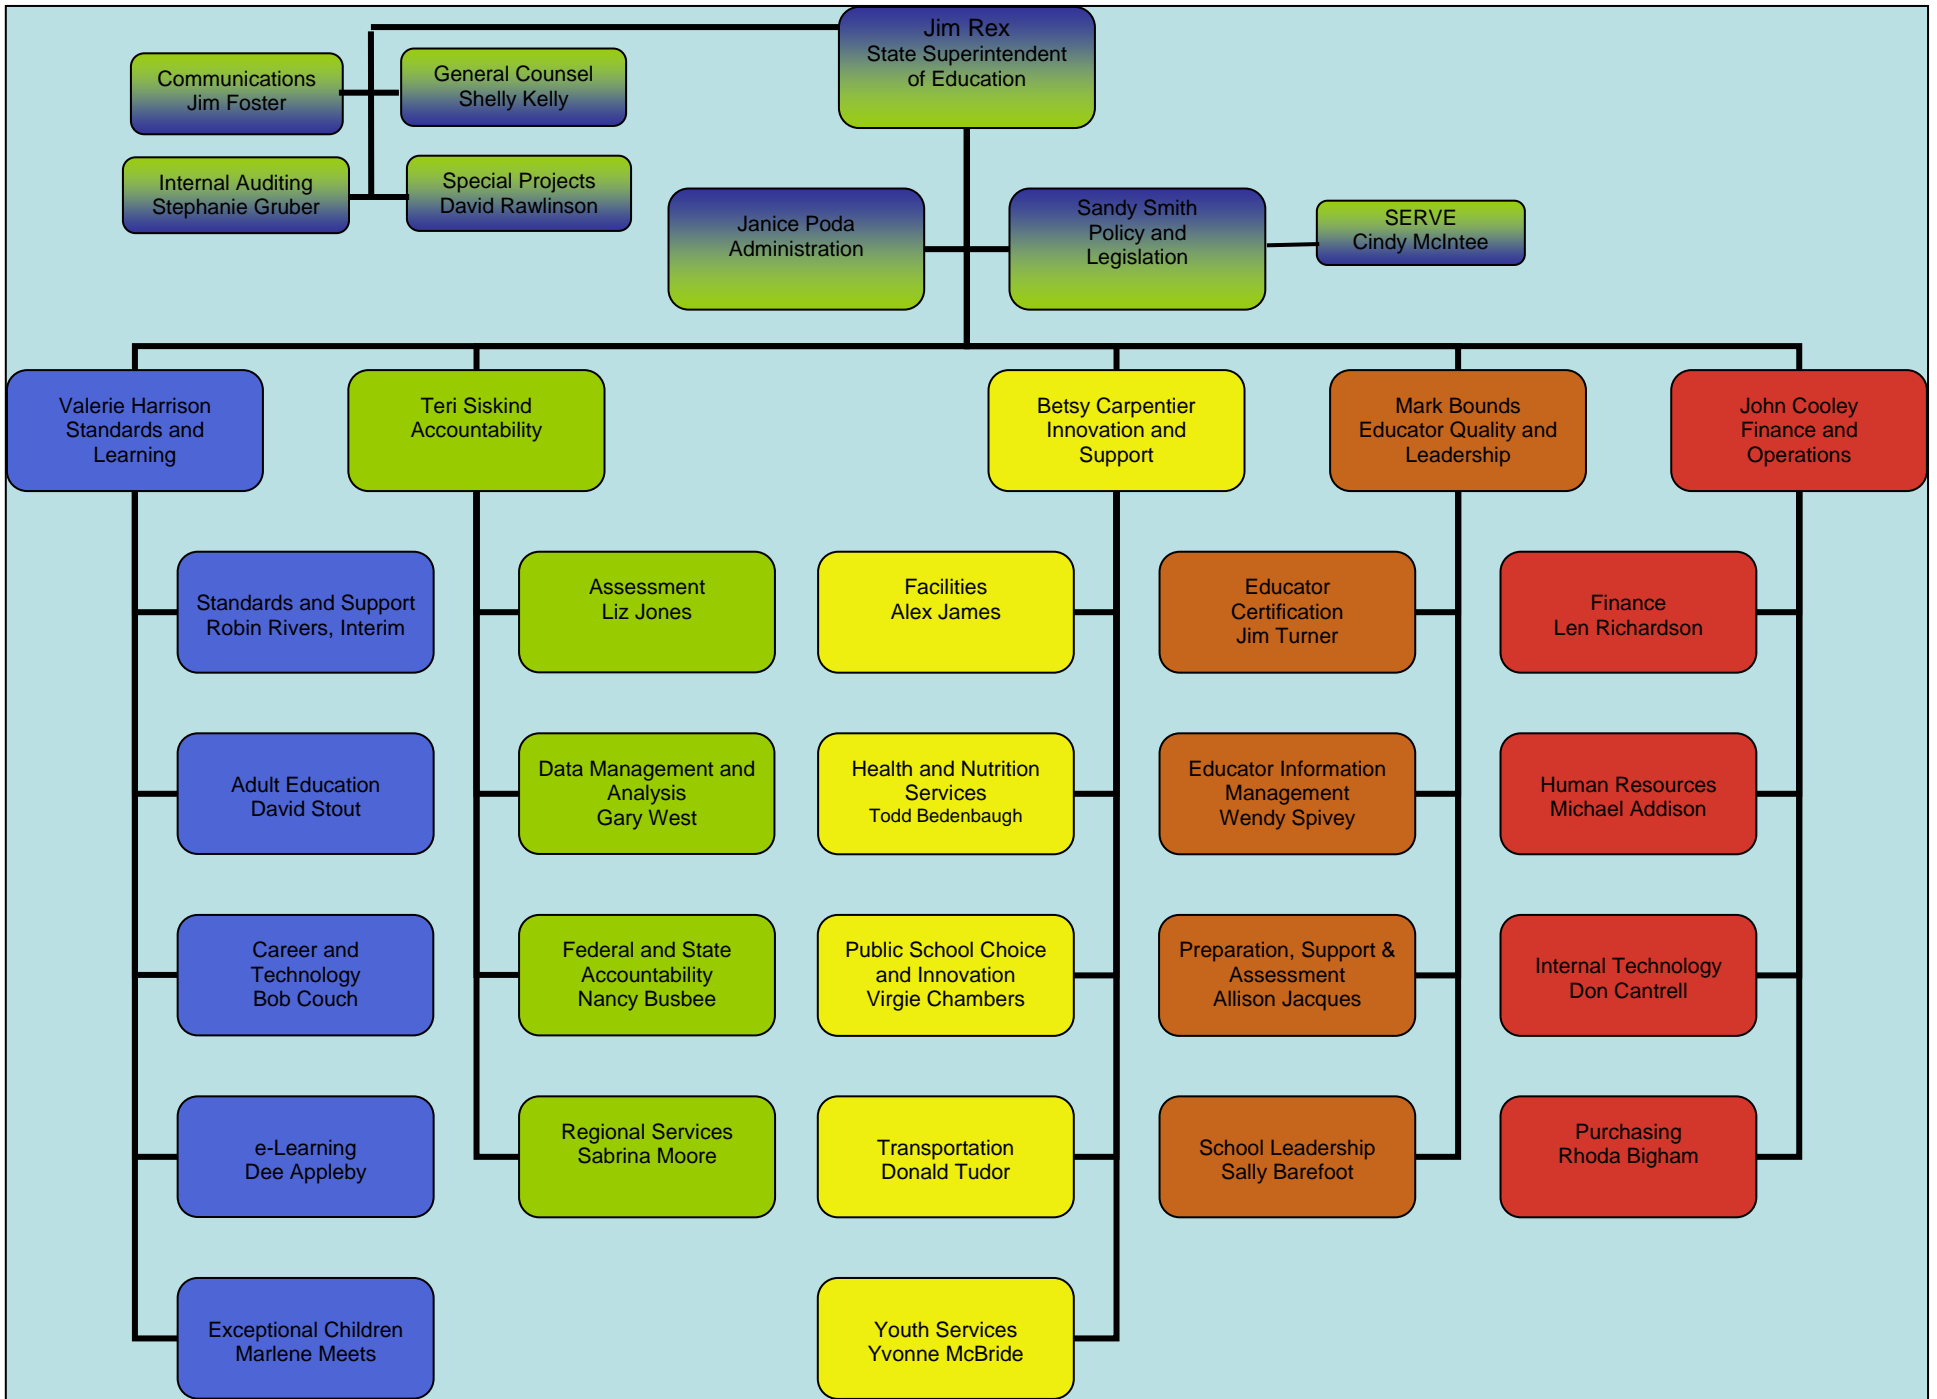 Jim Rex
State Superintendent
of Education
Communications
Jim Foster
General Counsel
Shelly Kelly
Internal Auditing
Stephanie Gruber
Special Projects
David Rawlinson
Janice Poda
Administration
Sandy Smith
Policy and
Legislation
SERVE
Cindy McIntee
Valerie Harrison
Standards and
Learning
Teri Siskind
Accountability
Betsy Carpentier
Innovation and
Support
Mark Bounds
Educator Quality and
Leadership
John Cooley
Finance and
Operations
Standards and Support
Robin Rivers, Interim
Assessment
Liz Jones
Facilities
Alex James
Educator
Certification
Jim Turner
Finance
Len Richardson
Adult Education
David Stout
Data Management and
Analysis
Gary West
Health and Nutrition
Services
Todd Bedenbaugh
Educator Information
Management
Wendy Spivey
Human Resources
Michael Addison
Career and
Technology
Bob Couch
Federal and State
Accountability
Nancy Busbee
Public School Choice
and Innovation
Virgie Chambers
Preparation, Support &
Assessment
Allison Jacques
Internal Technology
Don Cantrell
e-Learning
Dee Appleby
Regional Services
Sabrina Moore
Transportation
Donald Tudor
School Leadership
Sally Barefoot
Purchasing
Rhoda Bigham
Exceptional Children
Marlene Meets
Youth Services
Yvonne McBride